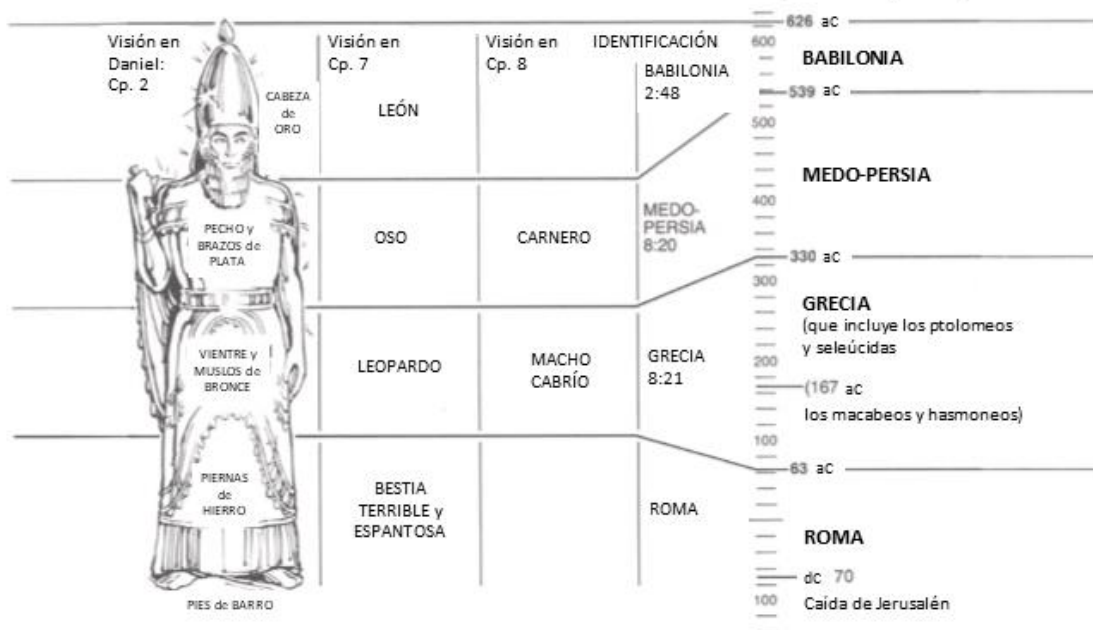 Visión en
Daniel:
Cp. 2
CABEZA
de
ORO
PECHO y
BRAZOS de
PLATA
VIENTRE y
MUSLOS de
BRONCE
PIERNAS
de
HIERRO
PIES de BARRO
Visión en
Cp. 7
LEÓN
OSO
LEOPARDO
BESTIA
TERRIBLE y
ESPANTOSA
Visión en
Cp. 8
CARNERO
MACHO
CABRÍO
IDENTIFICACIÓN
BABILONIA
2:48
MEDO-
PERSIA
8:20
GRECIA
8:21
ROMA
626 aC
600
BABILONIA
539 aC
500
MEDO-PERSIA
400
330 aC
300
GRECIA
(que incluye los ptolomeos
y seleúcidas
200
(167 aC
los macabeos y hasmoneos)
100
63 aC
ROMA
dC 70
100
Caída de Jerusalén